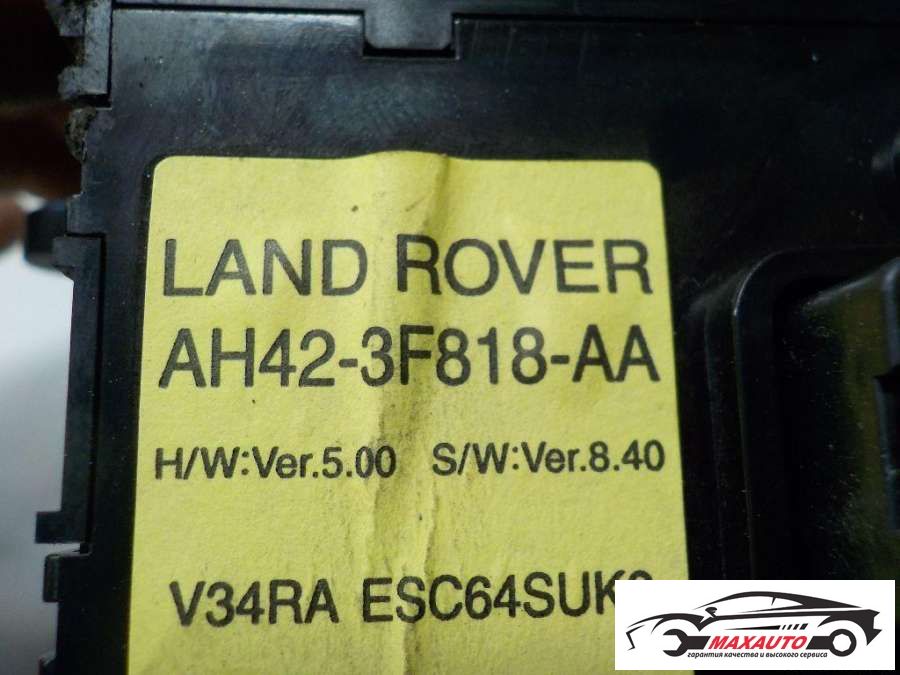 LAND ROVER
AH42-3F818-AA
H/W:Ver.5.00 S/W:Ver.8.40
V34RA
MAXAUTO
гарантия качества и высокого сервиса